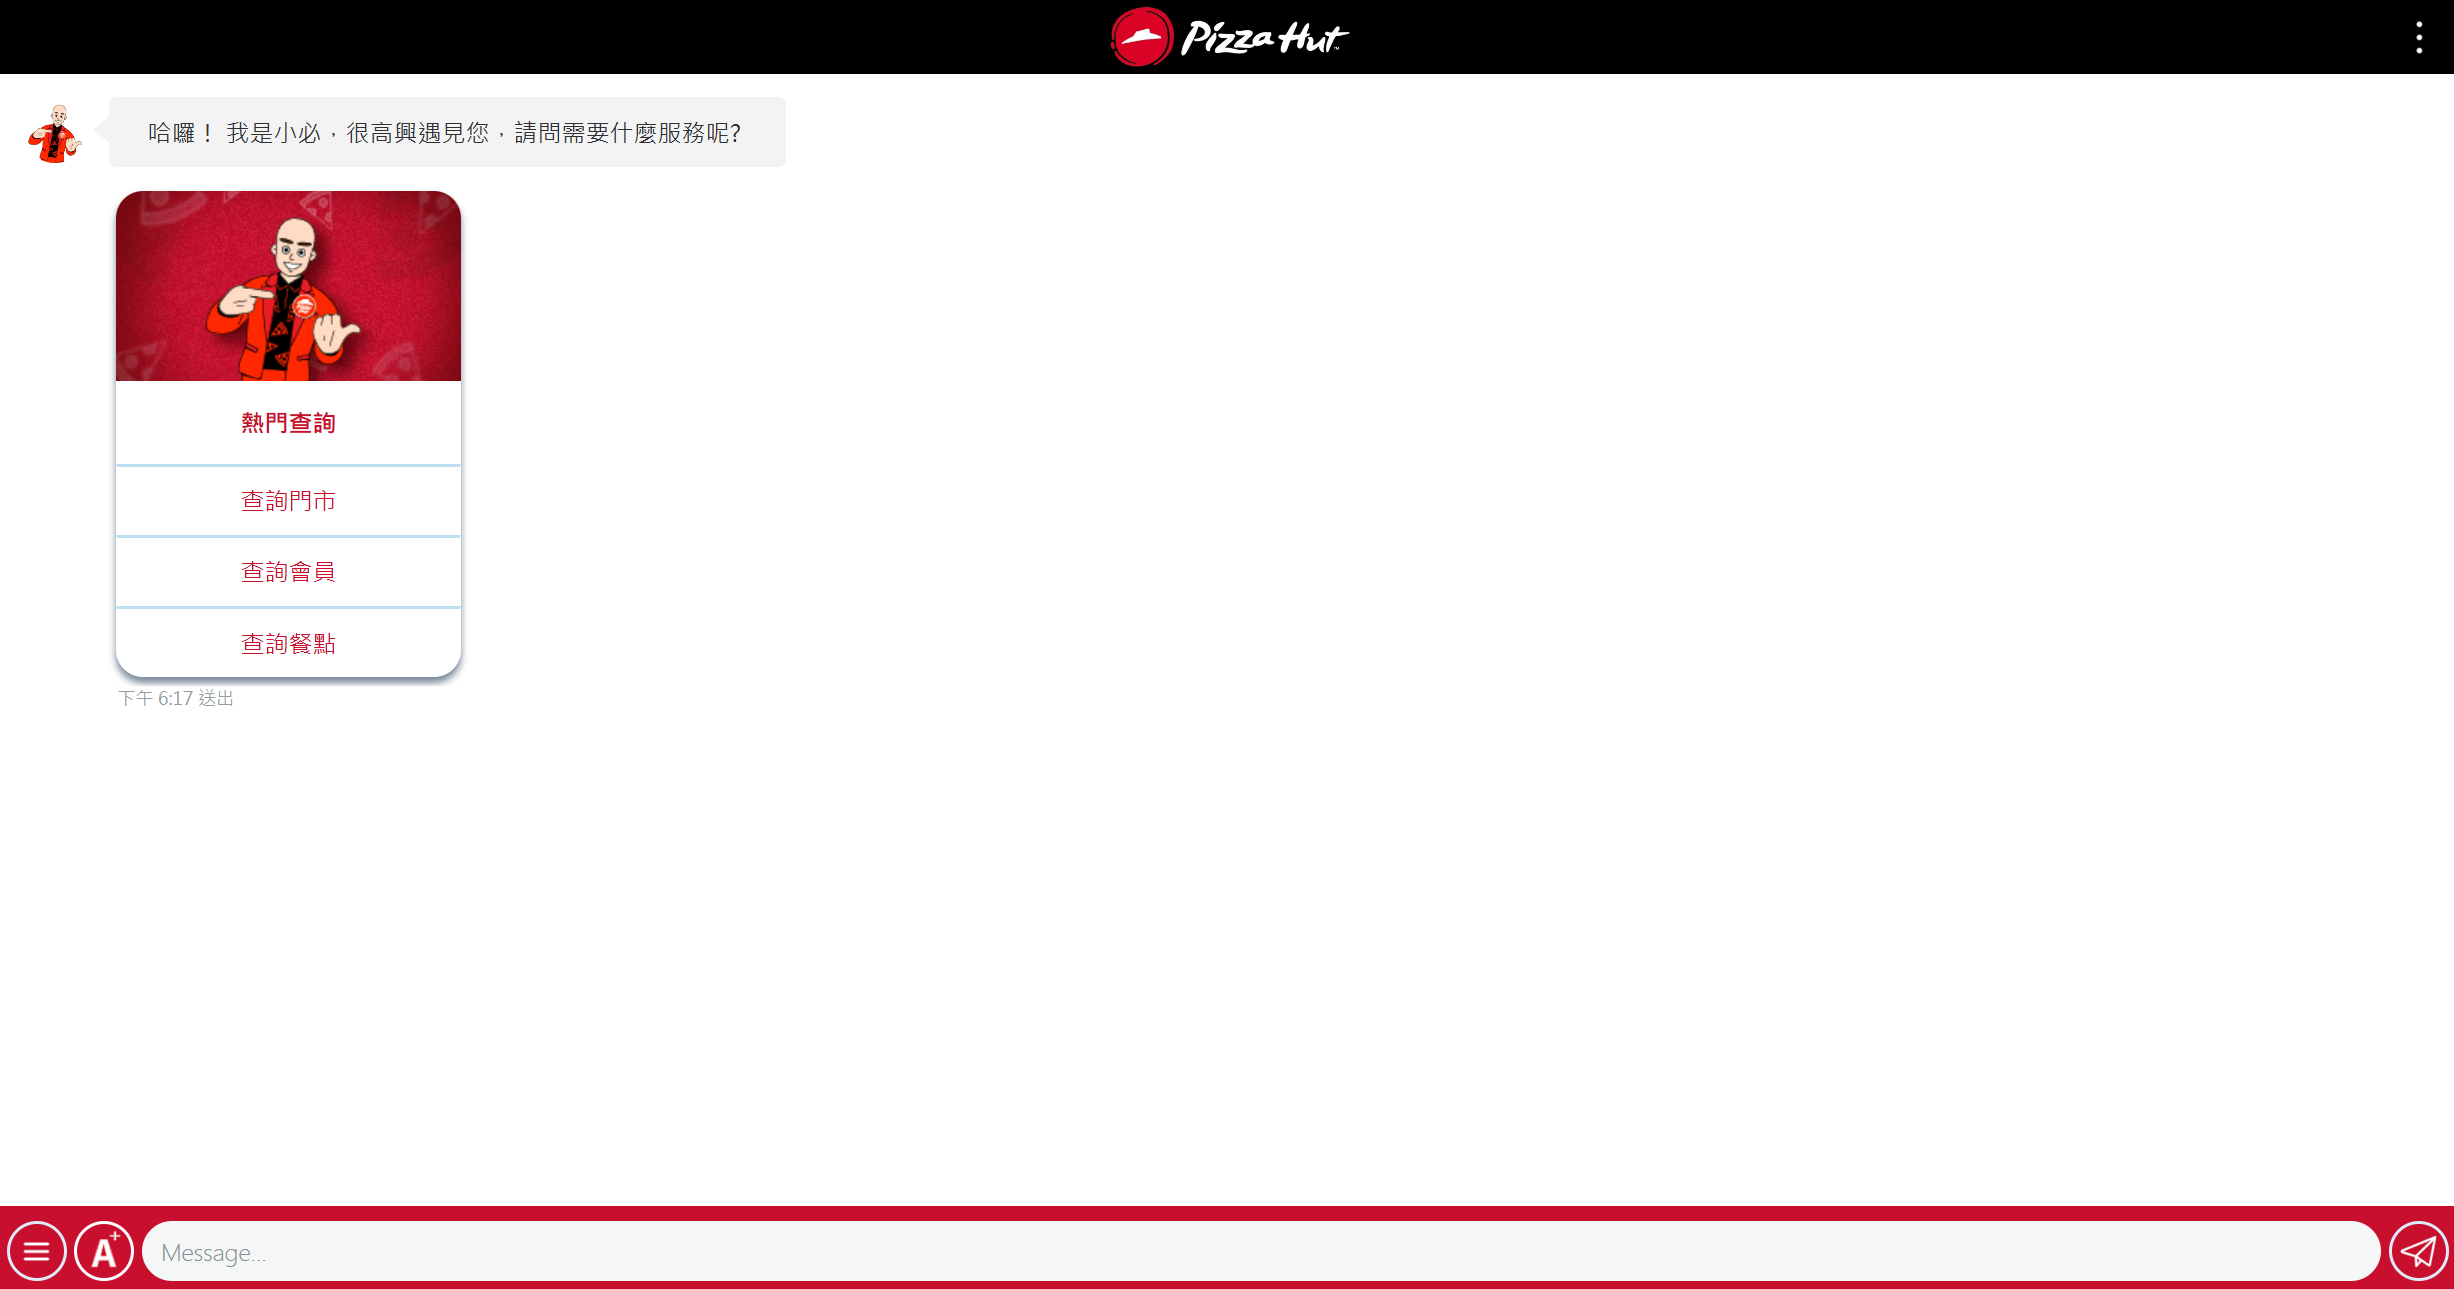 Pizza Hut
哈囉！ 我是小必，很高興遇見您，請問需要什麼服務呢?
熱門查詢
查詢門市
查詢會員
查詢餐點
下午 6:17 送出
A+
Message...